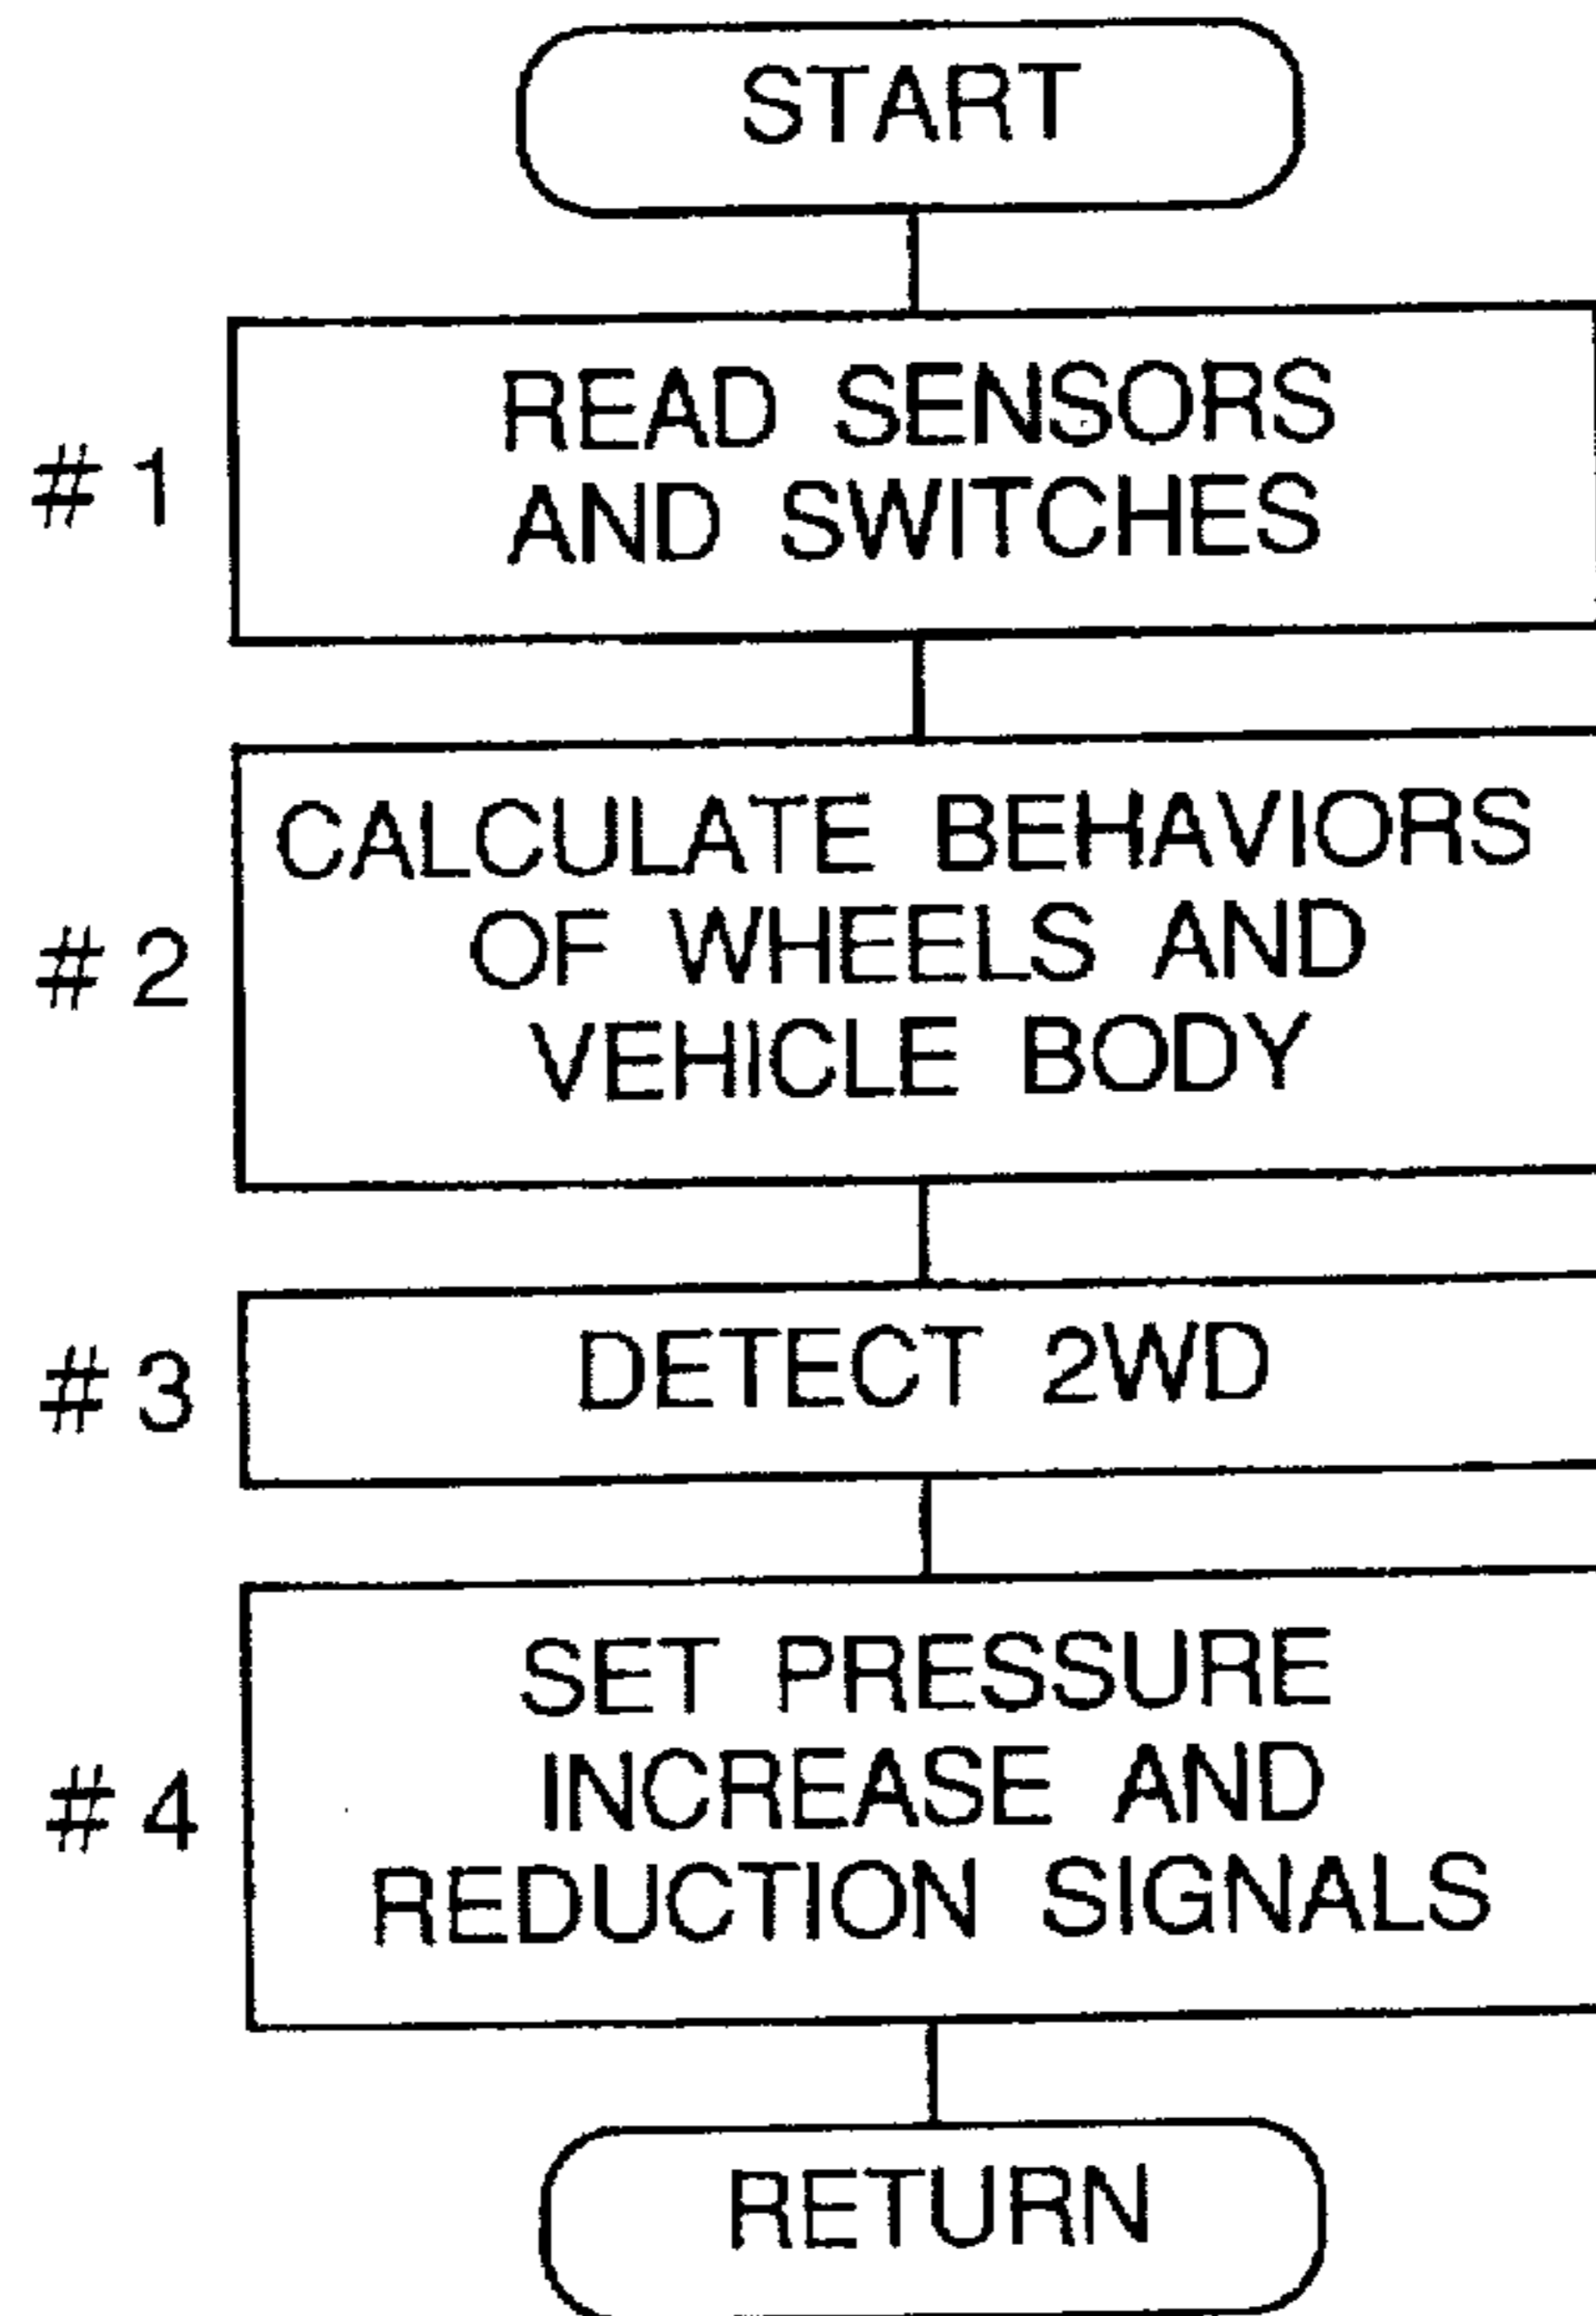 START
#1
READ SENSORS
AND SWITCHES
#2
CALCULATE BEHAVIORS
OF WHEELS AND
VEHICLE BODY
#3
DETECT 2WD
#4
SET PRESSURE
INCREASE AND
REDUCTION SIGNALS
RETURN